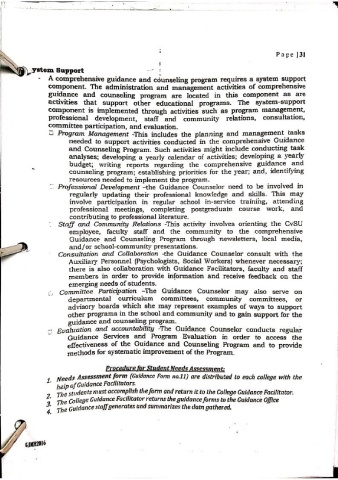 Page |31
ystem Support
- A comprehensive guidance and counseling program requires a system support
component. The administration and management activities of comprehensive
guidance and counseling program are located in this component as are
activities that support other educational programs. The system-support
component is implemented through activities such as program management,
professional development, staff and community relations, consultation,
committee participation, and evaluation.
Program Management -This includes the planning and management tasks
needed to support activities conducted in the comprehensive Guidance
and Counseling Program. Such activities might include conducting task
analyses; developing a yearly calendar of activities; developing a yearly
budget; writing reports regarding the comprehensive guidance and
counseling program; establishing priorities for the year; and, identifying
resources needed to implement the program.
Professional Development -the Guidance Counselor need to be involved in
regularly updating their professional knowledge and skills. This may
involve participation in regular school in-service training, attending
professional meetings, completing postgraduate course work, and
contributing to professional literature.
Staff and Community Relations -This activity involves orienting the CvSU
employee, faculty staff and the community to the comprehensive
Guidance and Counseling Program through newsletters, local media,
and/or school-community presentations.
Consultation and Collaboration -the Guidance Counselor consult with the
Auxiliary Personnel (Psychologists, Social Workers) whenever necessary;
there is also collaboration with Guidance Facilitators, faculty and staff
members in order to provide information and receive feedback on the
emerging needs of students.
Committee Participation -The Guidance Counselor may also serve on
departmental curriculum committees, community committees, or
advisory boards which she may represent examples of ways to support
other programs in the school and community and to gain support for the
guidance and counseling program.
Evaluation and accountability -The Guidance Counselor conducts regular
Guidance Services and Program Evaluation in order to access the
effectiveness of the Guidance and Counseling Program and to provide
methods for systematic improvement of the Program.
Procedure for Student Needs Assessment:
1. Needs Assessment form (Guidance Form no.11) are distributed to each college with the
help of Guidance Facilitators.
2. The students must accomplish the form and return it to the College Guidance Facilitator.
3. The College Guidance Facilitator returns the guidance forms to the Guidance Office
4. The Guidance staff generates and summarizes the data gathered.